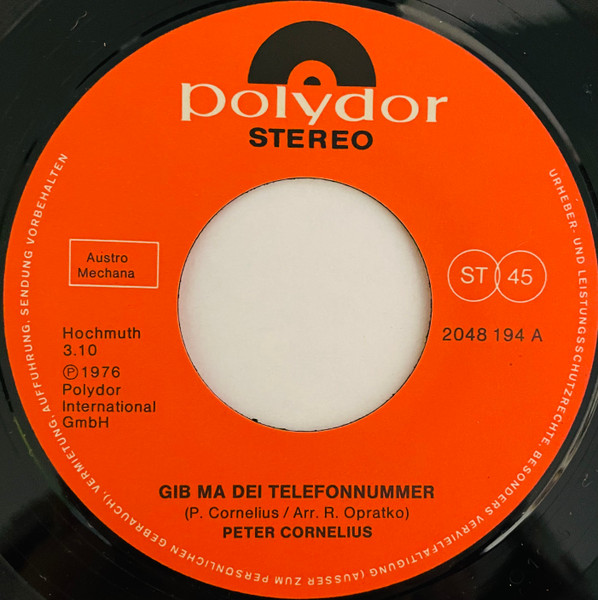 polydor
STEREO
Austro
Mechana
ST 45
Hochmuth
3.10
Ⓟ1976
Polydor
International
GmbH
2048 194 A
GIB MA DEI TELEFONNUMMER
(P. Cornelius / Arr. R. Opratko)
PETER CORNELIUS
URHEBER- UND LEISTUNGSSCHUTZRECHTE, BESONDERS VERVIELFÄLTIGUNG (AUSSER ZUM PERSÖNLICHEN GEBRAUCH), VERMIETUNG, AUFFÜHRUNG, SENDUNG VORBEHALTEN